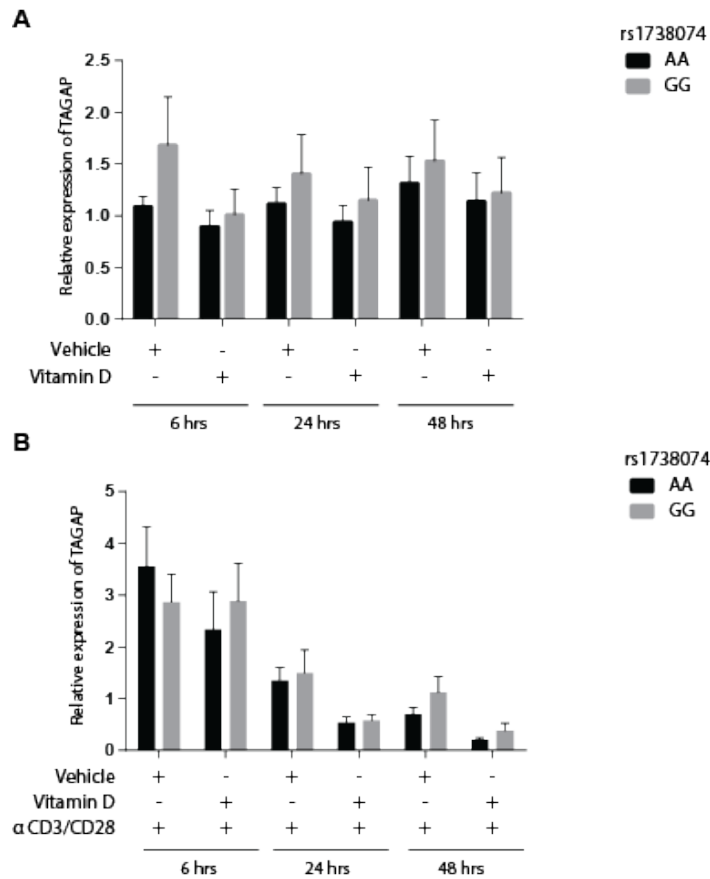 A
rs1738074
AA
GG
Relative expression of TAGAP
2.5
2.0
1.5
1.0
0.5
0.0
Vehicle + - + - + -
Vitamin D - + - + - +
6 hrs 24 hrs 48 hrs
B
rs1738074
AA
GG
Relative expression of TAGAP
5
4
3
2
1
0
Vehicle + - + - + -
Vitamin D - + - + - +
α CD3/CD28 + + + + + +
6 hrs 24 hrs 48 hrs